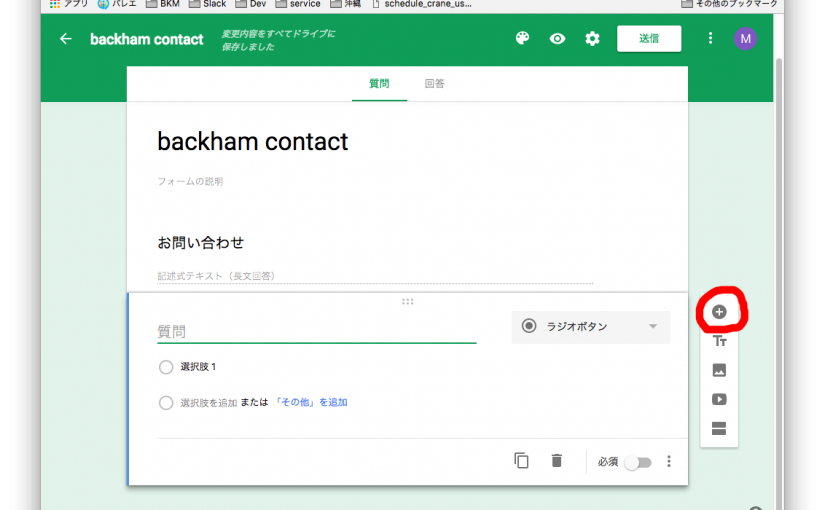 アプリ バレエ BKM Slack Dev service 沖縄 schedule_crane_us... その他のブックマーク
backham contact 変更内容をすべてドライブに
保存しました 送信 M
質問 回答
backham contact
フォームの説明
お問い合わせ
記述式テキスト（長文回答）
質問 ラジオボタン
選択肢 1
選択肢を追加 または 「その他」を追加
必須